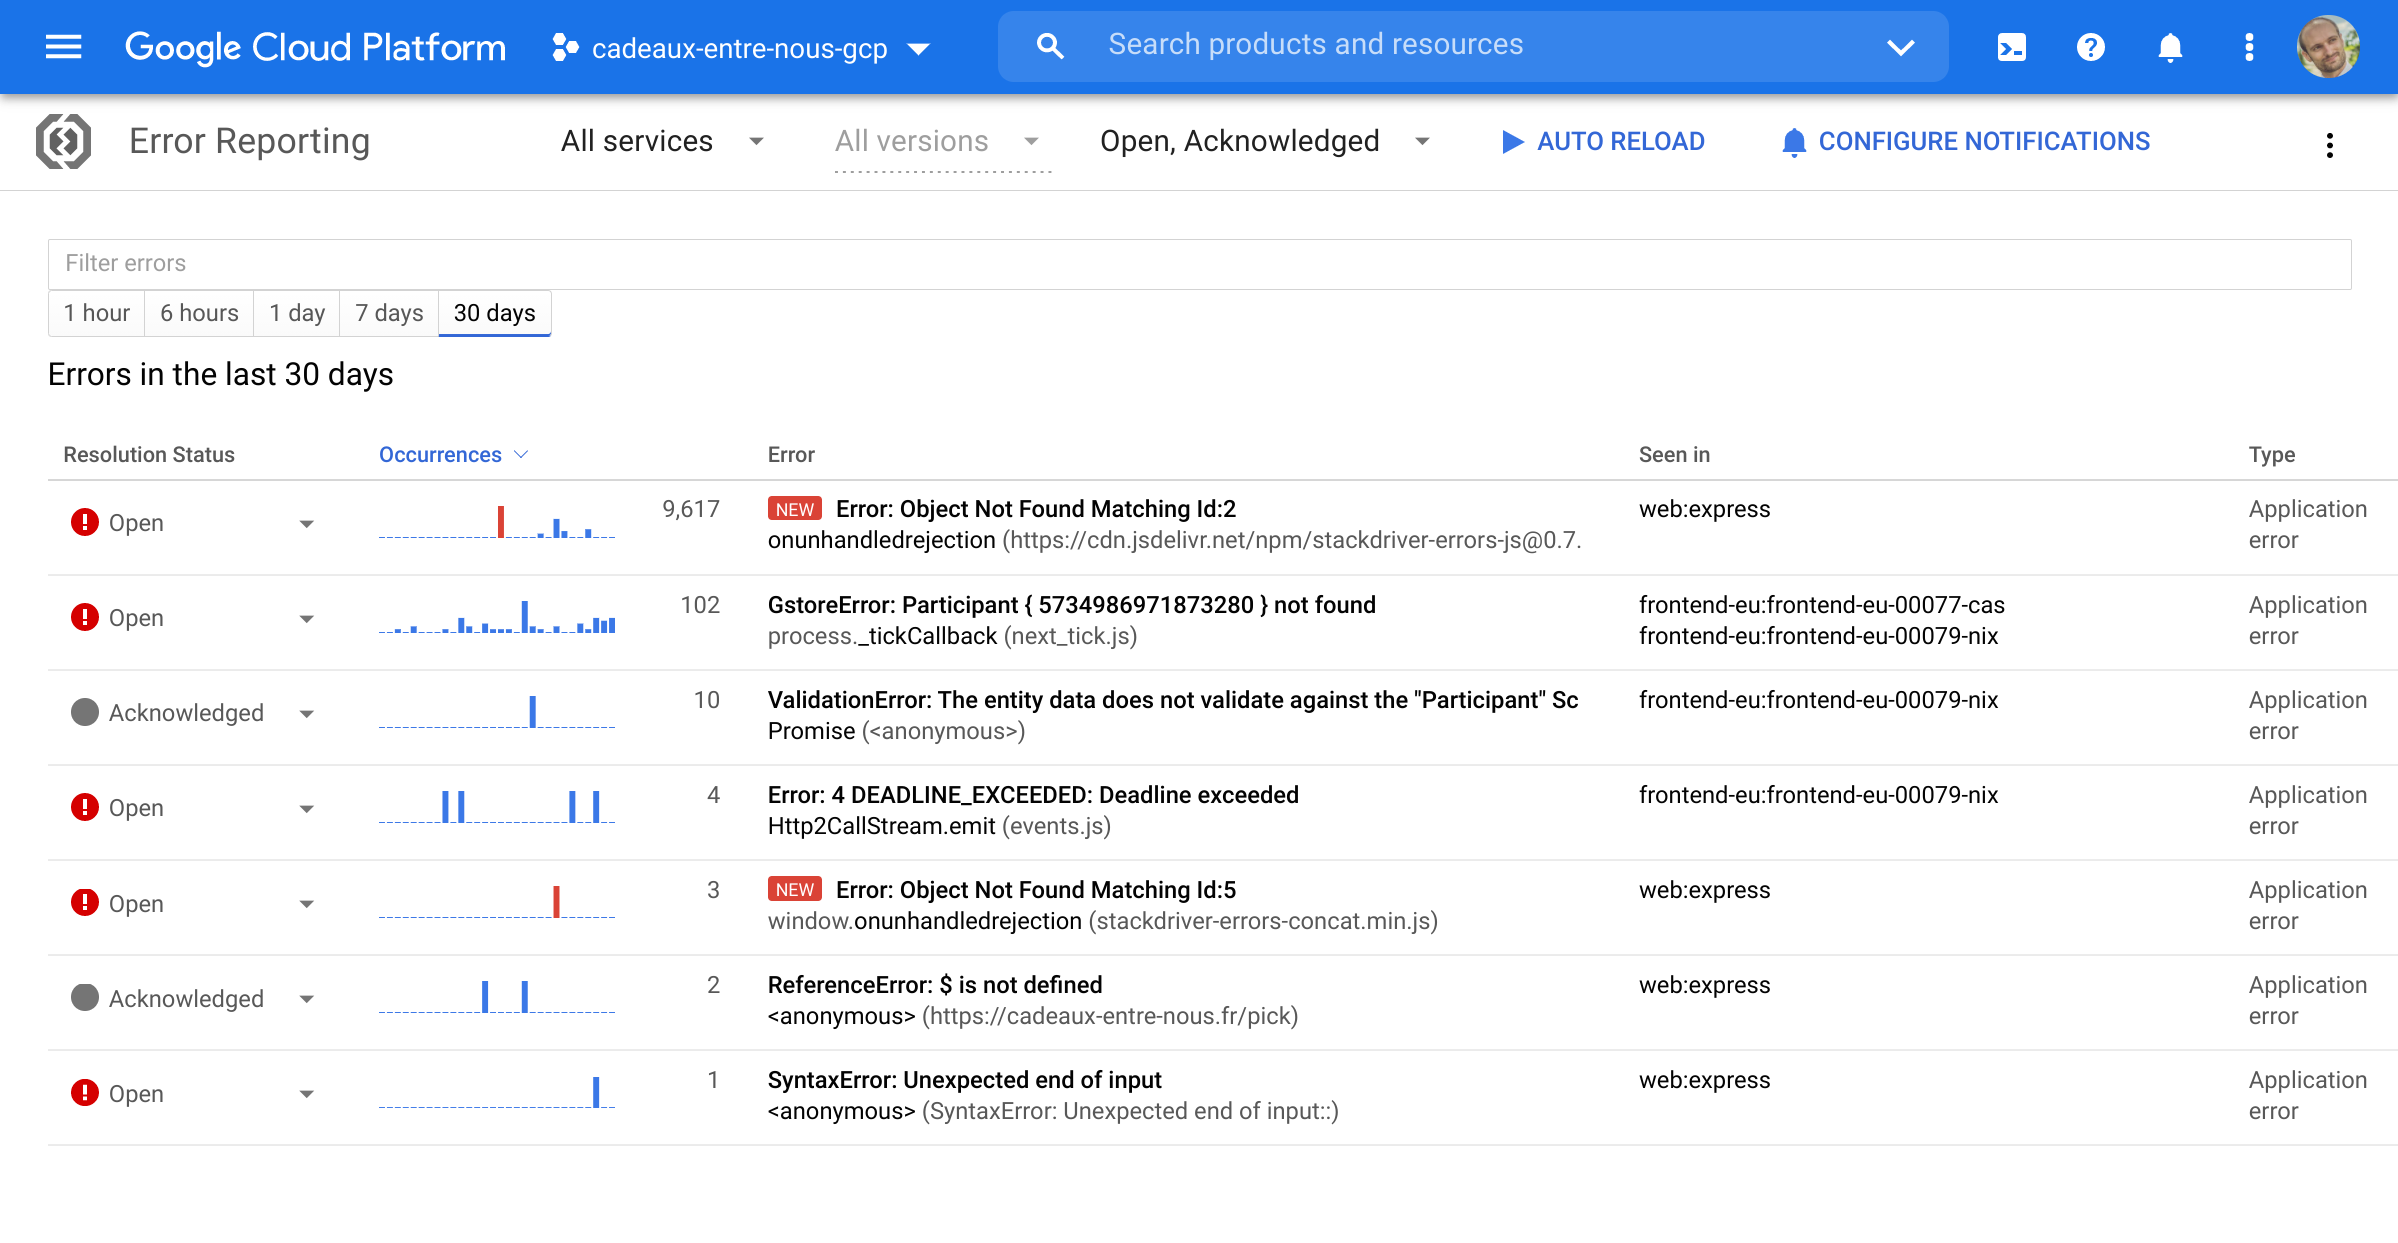 Google Cloud Platform cadeaux-entre-nous-gcp Search products and resources
Error Reporting All services All versions Open, Acknowledged AUTO RELOAD CONFIGURE NOTIFICATIONS
Filter errors
1 hour 6 hours 1 day 7 days 30 days
Errors in the last 30 days
Resolution Status Occurrences Error Seen in Type
Open 9,617 NEW Error: Object Not Found Matching Id:2 web:express Application
onunhandledrejection (https://cdn.jsdelivr.net/npm/stackdriver-errors-js@0.7. error
Open 102 GstoreError: Participant { 5734986971873280 } not found frontend-eu:frontend-eu-00077-cas Application
process._tickCallback (next_tick.js) frontend-eu:frontend-eu-00079-nix error
Acknowledged 10 ValidationError: The entity data does not validate against the "Participant" Sc frontend-eu:frontend-eu-00079-nix Application
Promise (<anonymous>) error
Open 4 Error: 4 DEADLINE_EXCEEDED: Deadline exceeded frontend-eu:frontend-eu-00079-nix Application
Http2CallStream.emit (events.js) error
Open 3 NEW Error: Object Not Found Matching Id:5 web:express Application
window.onunhandledrejection (stackdriver-errors-concat.min.js) error
Acknowledged 2 ReferenceError: $ is not defined web:express Application
<anonymous> (https://cadeaux-entre-nous.fr/pick) error
Open 1 SyntaxError: Unexpected end of input web:express Application
<anonymous> (SyntaxError: Unexpected end of input::) error